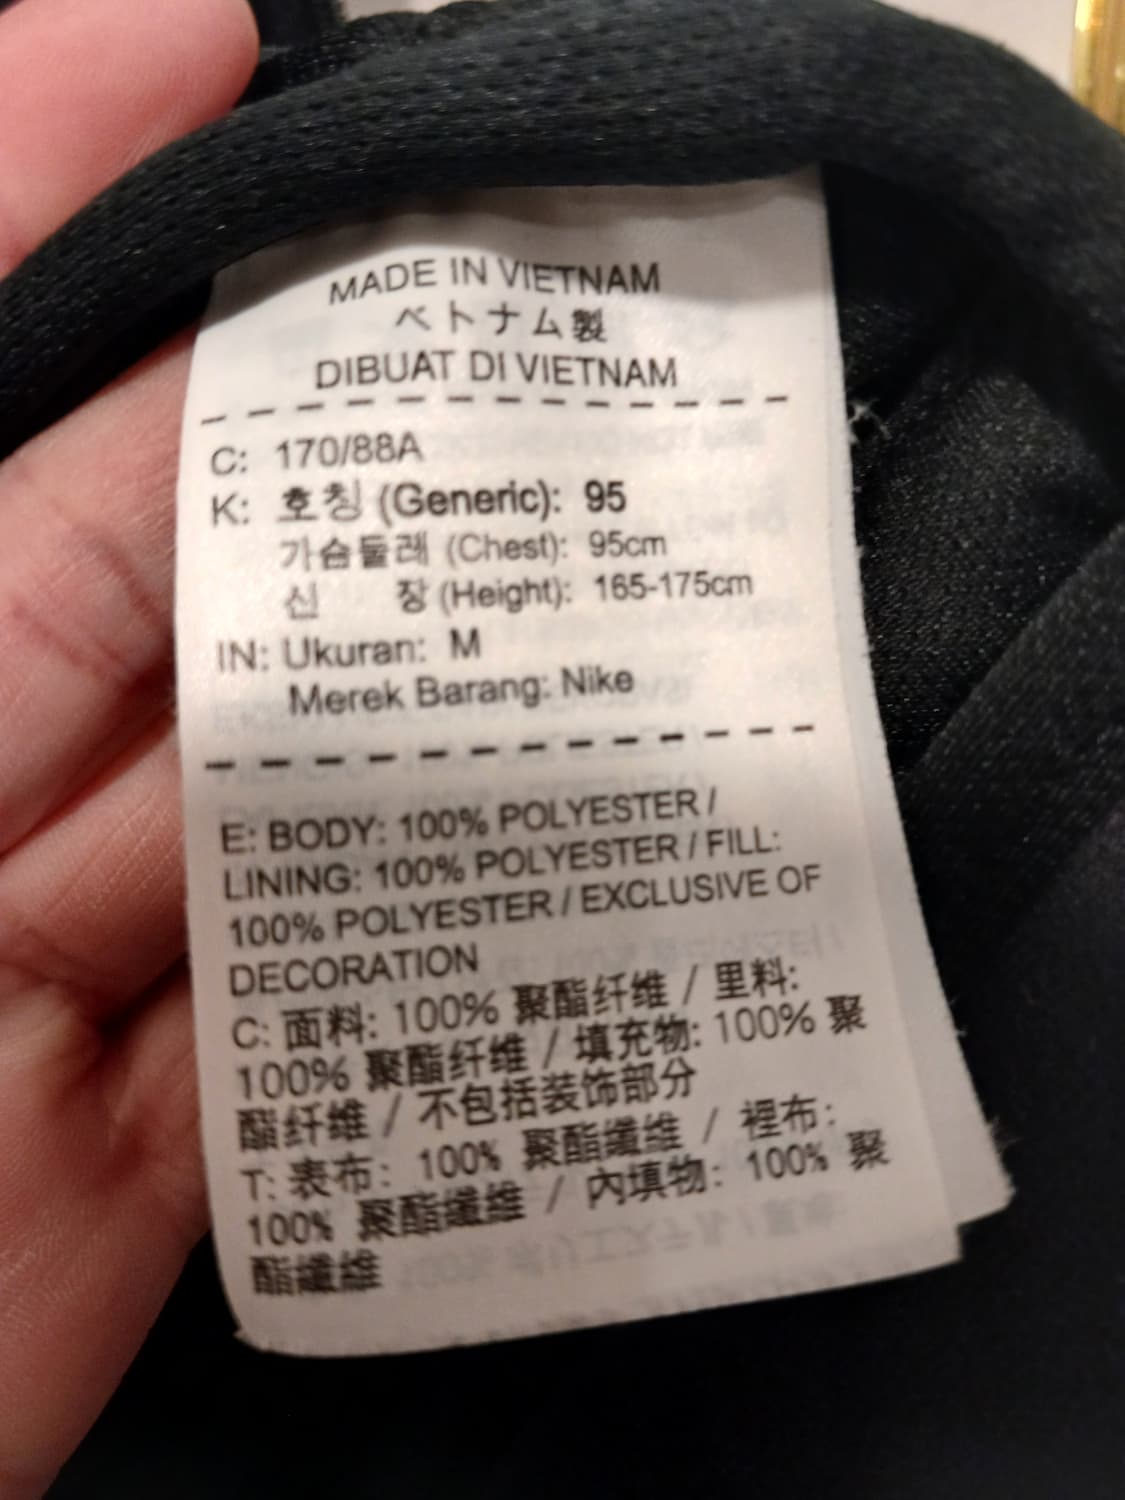 MADE IN VIETNAM
ベトナム製
DIBUAT DI VIETNAM
C: 170/88A
K: 호칭 (Generic): 95
가슴둘레 (Chest): 95cm
신 장 (Height): 165-175cm
IN: Ukuran: M
Merek Barang: Nike
E: BODY: 100% POLYESTER /
LINING: 100% POLYESTER / FILL:
100% POLYESTER / EXCLUSIVE OF
DECORATION
C: 面料: 100% 聚酯纤维 / 里料:
100% 聚酯纤维 / 填充物: 100% 聚
酯纤维 / 不包括装饰部分
T: 表布: 100% 聚酯纖維 / 裡布:
100% 聚酯纖維 / 內填物: 100% 聚
酯纖維